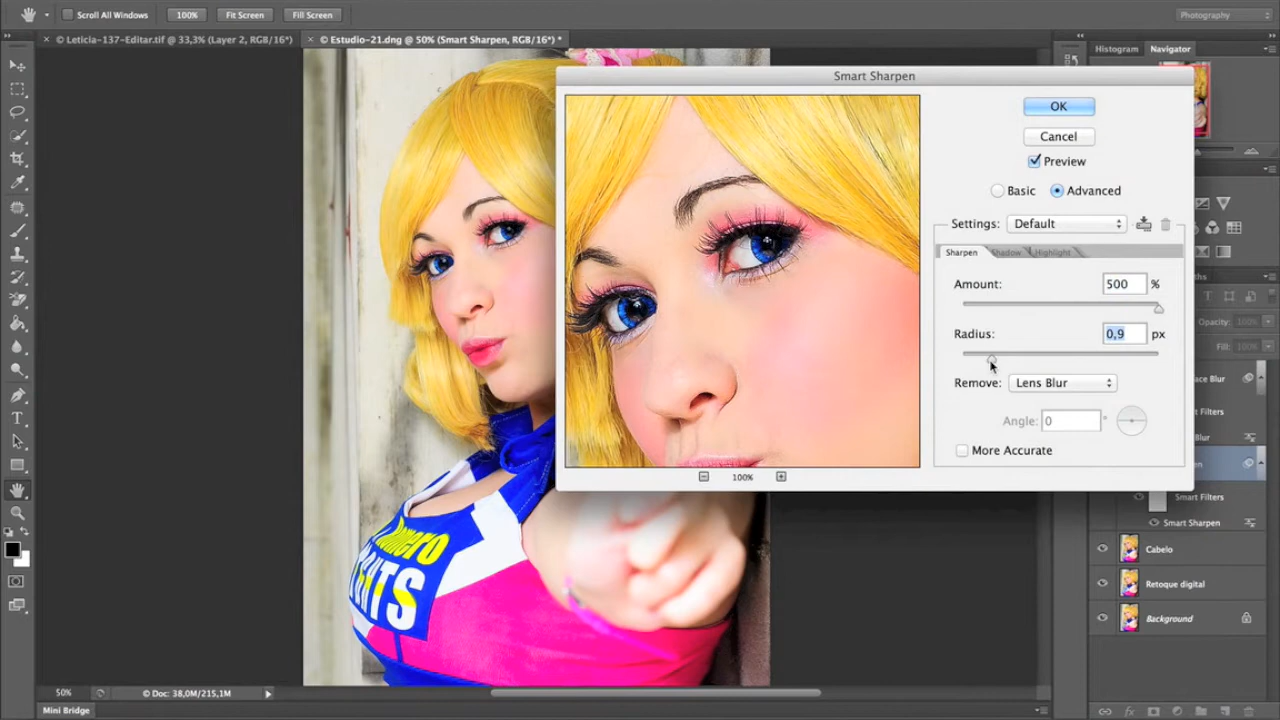 Scroll All Windows 100% Fit Screen Fill Screen Photography
× © Leticia-137-Editar.tif @ 33,3% (Layer 2, RGB/16*) × © Estudio-21.dng @ 50% (Smart Sharpen, RGB/16*) *
Histogram Navigator
Smart Sharpen
OK
Cancel
Preview
Basic Advanced
Settings: Default
Sharpen Shadow Highlight
Amount: 500 %
Radius: 0,9 px
Remove: Lens Blur
Angle: 0 °
More Accurate
100%
Opacity: 100%
Fill: 100%
ace Blur
rt Filters
Blur
en
Smart Filters
Smart Sharpen
Cabelo
Retoque digital
Background
50% © Doc: 38,0M/215,1M
Mini Bridge